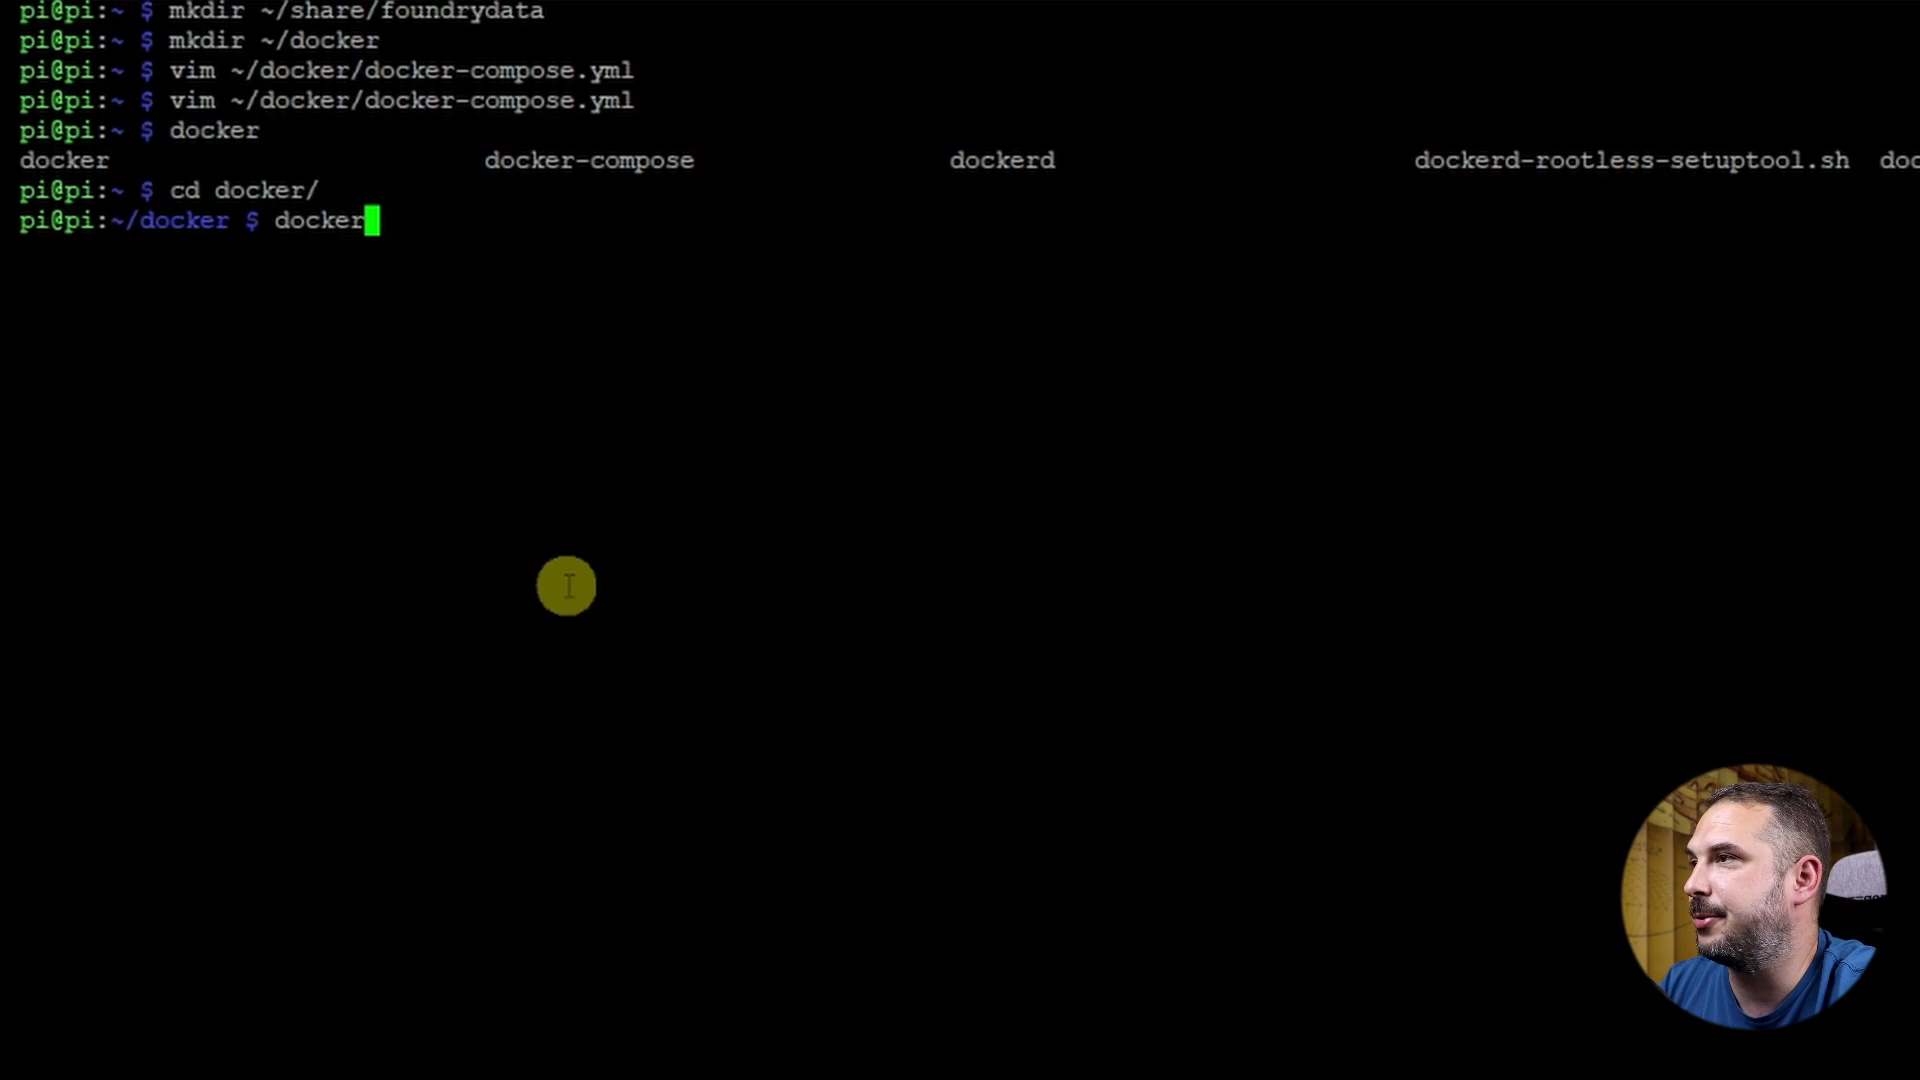 pi@pi:~ $ mkdir ~/share/foundrydata
pi@pi:~ $ mkdir ~/docker
pi@pi:~ $ vim ~/docker/docker-compose.yml
pi@pi:~ $ vim ~/docker/docker-compose.yml
pi@pi:~ $ docker
docker docker-compose dockerd dockerd-rootless-setuptool.sh doc
pi@pi:~ $ cd docker/
pi@pi:~/docker $ docker